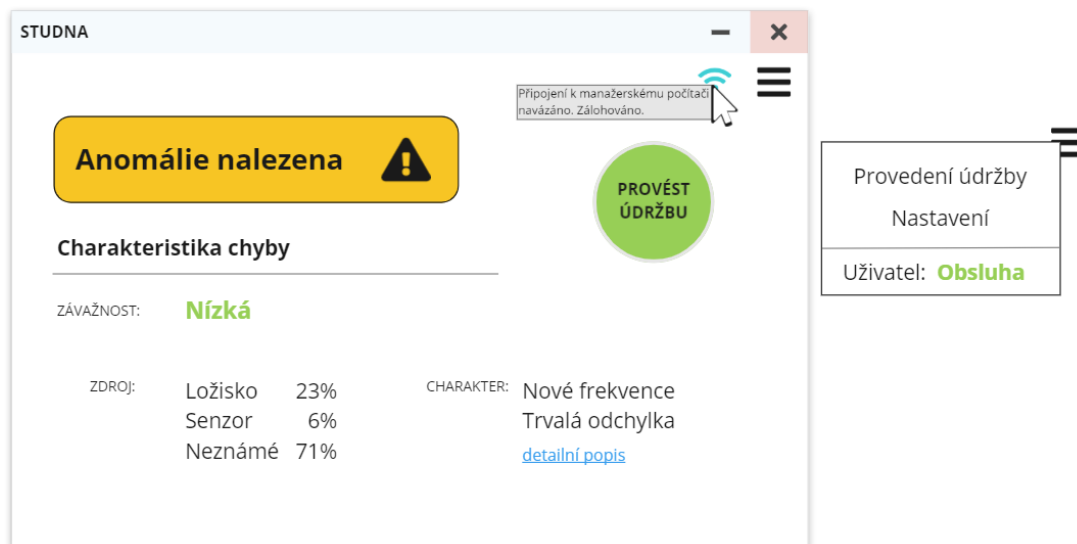 STUDNA
Připojení k manažerskému počítači
navázáno. Zálohováno.
Anomálie nalezena
PROVÉST
ÚDRŽBU
Charakteristika chyby
ZÁVAŽNOST: Nízká
ZDROJ: Ložisko 23%
Senzor 6%
Neznámé 71%
CHARAKTER: Nové frekvence
Trvalá odchylka
detailní popis
Provedení údržby
Nastavení
Uživatel: Obsluha